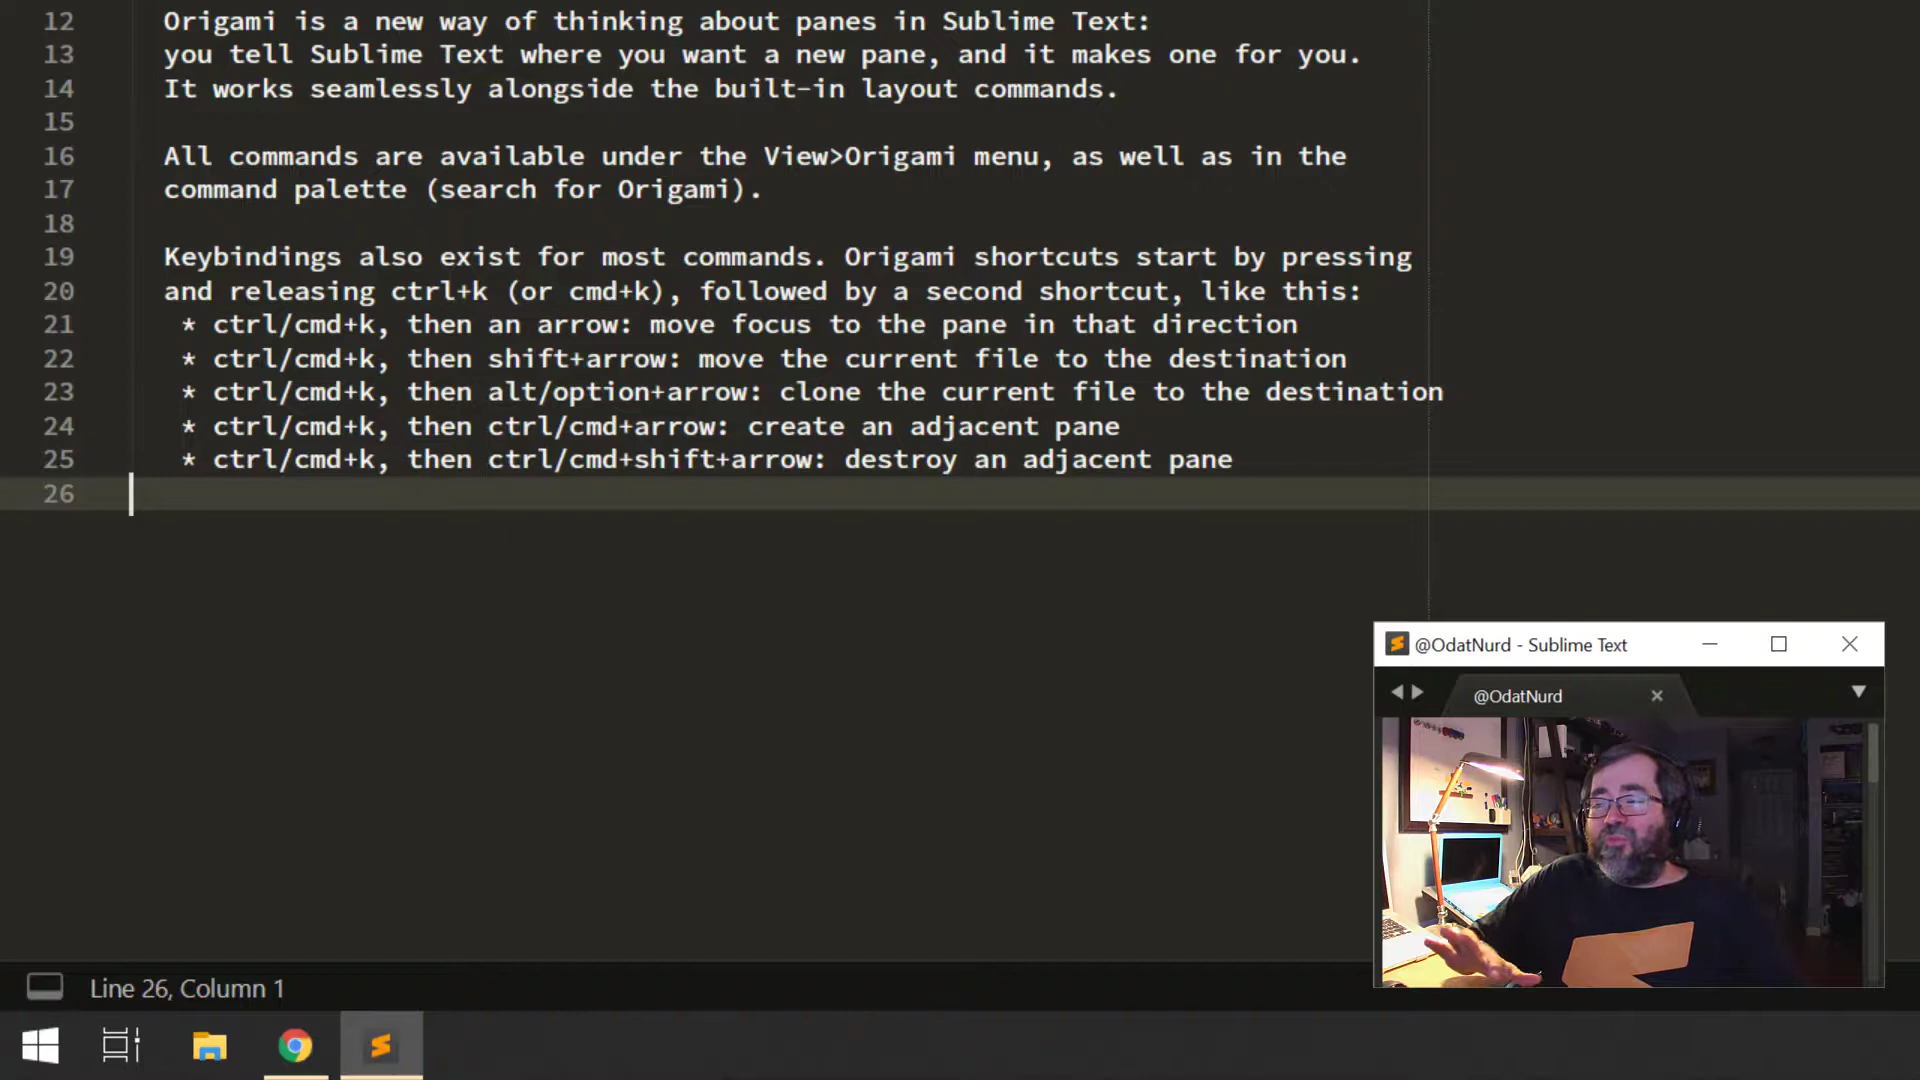 12 Origami is a new way of thinking about panes in Sublime Text:
13 you tell Sublime Text where you want a new pane, and it makes one for you.
14 It works seamlessly alongside the built-in layout commands.
15
16 All commands are available under the View>Origami menu, as well as in the
17 command palette (search for Origami).
18
19 Keybindings also exist for most commands. Origami shortcuts start by pressing
20 and releasing ctrl+k (or cmd+k), followed by a second shortcut, like this:
21 * ctrl/cmd+k, then an arrow: move focus to the pane in that direction
22 * ctrl/cmd+k, then shift+arrow: move the current file to the destination
23 * ctrl/cmd+k, then alt/option+arrow: clone the current file to the destination
24 * ctrl/cmd+k, then ctrl/cmd+arrow: create an adjacent pane
25 * ctrl/cmd+k, then ctrl/cmd+shift+arrow: destroy an adjacent pane
26
@OdatNurd - Sublime Text
@OdatNurd
Line 26, Column 1